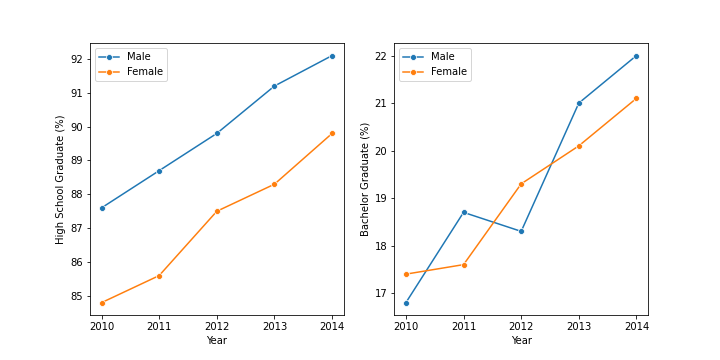 Male
Female
High School Graduate (%)
92
91
90
89
88
87
86
85
2010 2011 2012 2013 2014
Year
Male
Female
Bachelor Graduate (%)
22
21
20
19
18
17
2010 2011 2012 2013 2014
Year